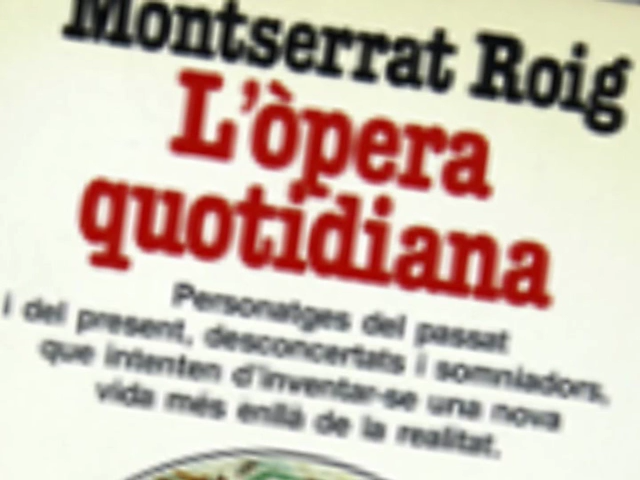 Montserrat Roig
L'òpera
quotidiana
Personatges del passat
i del present, desconcertats i somniadors,
que intenten d'inventar-se una nova
vida més enllà de la realitat.